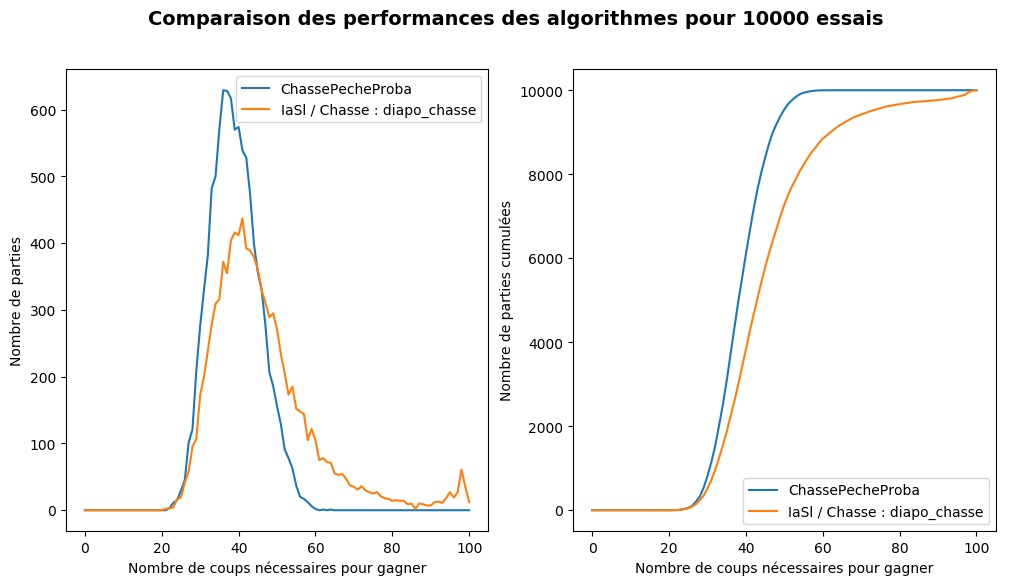 Comparaison des performances des algorithmes pour 10000 essais
ChassePecheProba
IaSl / Chasse : diapo_chasse
600
500
400
300
200
100
0
Nombre de parties
0 20 40 60 80 100
Nombre de coups nécessaires pour gagner
10000
8000
6000
4000
2000
0
Nombre de parties cumulées
ChassePecheProba
IaSl / Chasse : diapo_chasse
0 20 40 60 80 100
Nombre de coups nécessaires pour gagner